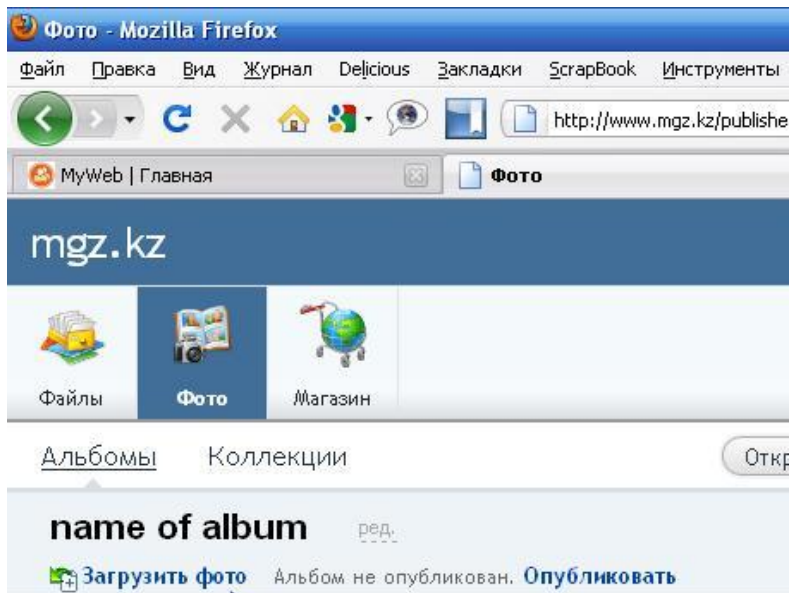 Фото - Mozilla Firefox
Файл Правка Вид Журнал Delicious Закладки ScrapBook Инструменты
http://www.mgz.kz/publishe
MyWeb | Главная Фото
mgz.kz
Файлы Фото Магазин
Альбомы Коллекции Откр
name of album ред.
Загрузить фото Альбом не опубликован. Опубликовать